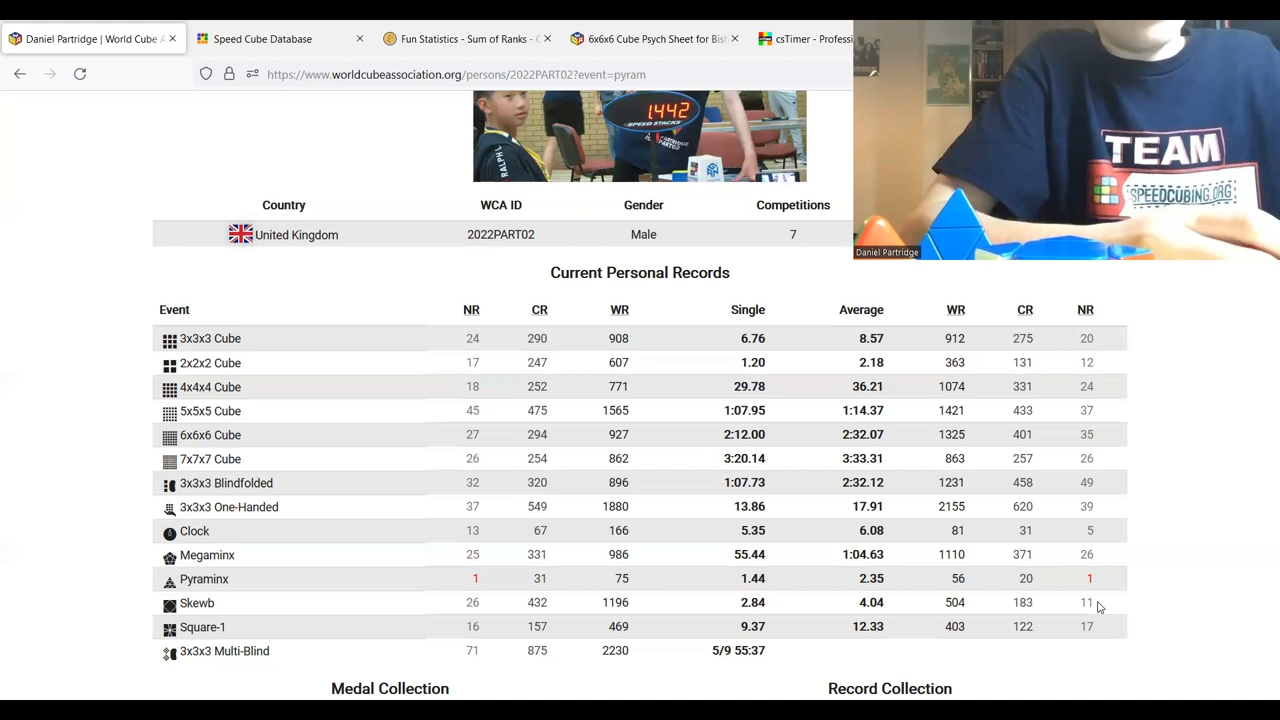 Daniel Partridge | World Cube A
Speed Cube Database
Fun Statistics - Sum of Ranks - C
6x6x6 Cube Psych Sheet for Bish
csTimer - Professi
https://www.worldcubeassociation.org/persons/2022PART02?event=pyram
1.442
SPEED STACKS
PARTRIDGE
PART02
RALPH L
TEAM
SPEEDCUBING.ORG
Daniel Partridge
Country WCA ID Gender Competitions
United Kingdom 2022PART02 Male 7
Current Personal Records
Event NR CR WR Single Average WR CR NR
3x3x3 Cube 24 290 908 6.76 8.57 912 275 20
2x2x2 Cube 17 247 607 1.20 2.18 363 131 12
4x4x4 Cube 18 252 771 29.78 36.21 1074 331 24
5x5x5 Cube 45 475 1565 1:07.95 1:14.37 1421 433 37
6x6x6 Cube 27 294 927 2:12.00 2:32.07 1325 401 35
7x7x7 Cube 26 254 862 3:20.14 3:33.31 863 257 26
3x3x3 Blindfolded 32 320 896 1:07.73 2:32.12 1231 458 49
3x3x3 One-Handed 37 549 1880 13.86 17.91 2155 620 39
Clock 13 67 166 5.35 6.08 81 31 5
Megaminx 25 331 986 55.44 1:04.63 1110 371 26
Pyraminx 1 31 75 1.44 2.35 56 20 1
Skewb 26 432 1196 2.84 4.04 504 183 11
Square-1 16 157 469 9.37 12.33 403 122 17
3x3x3 Multi-Blind 71 875 2230 5/9 55:37
Medal Collection Record Collection